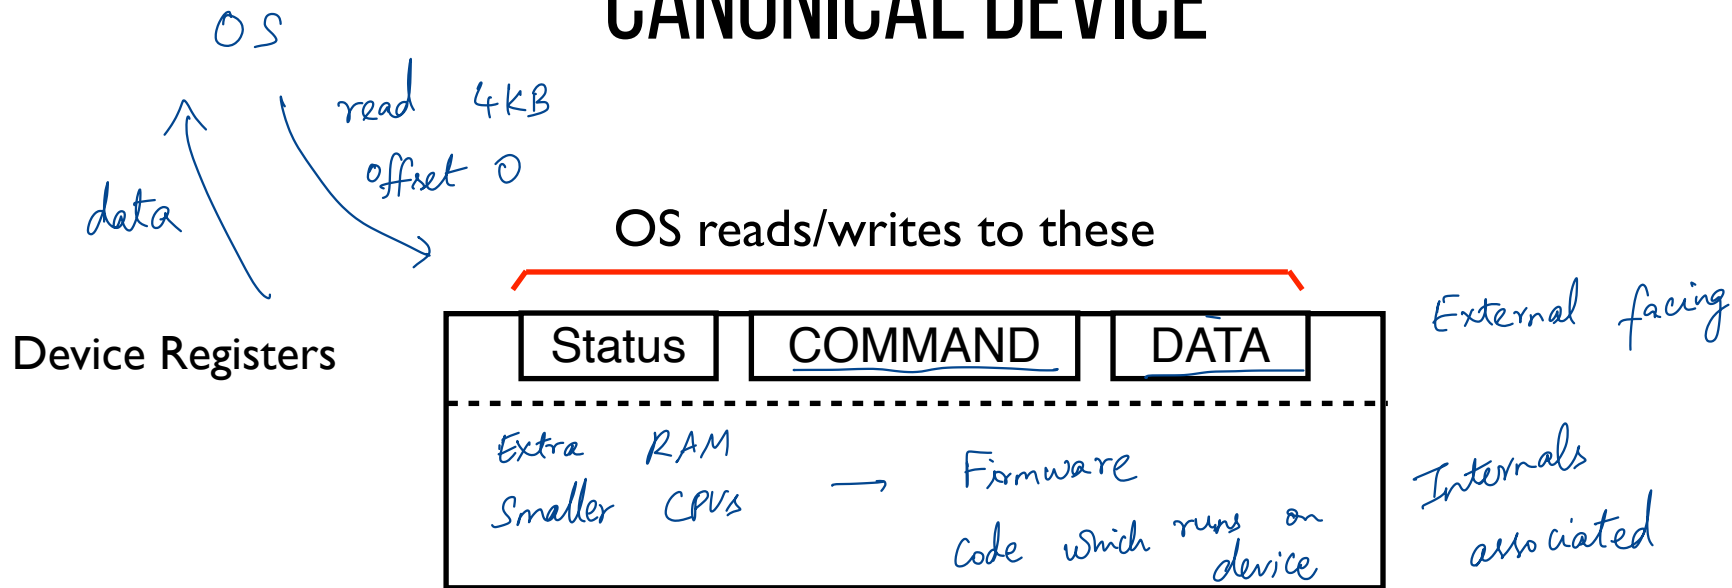 CANONICAL DEVICE
OS
read 4KB
offset 0
data
OS reads/writes to these
Device Registers
Status
COMMAND
DATA
External facing
Extra RAM
Smaller CPUs → Firmware
Code which runs on
device
Internals
associated